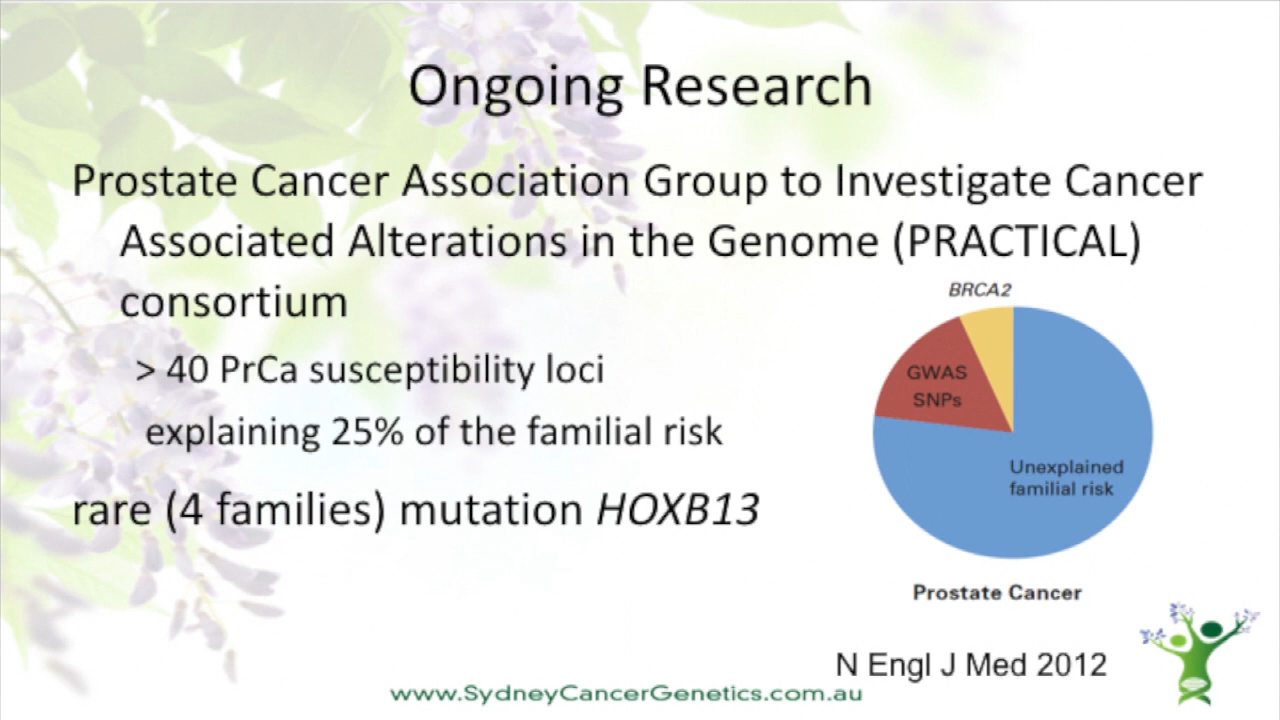 Ongoing Research
Prostate Cancer Association Group to Investigate Cancer
Associated Alterations in the Genome (PRACTICAL)
consortium
> 40 PrCa susceptibility loci
explaining 25% of the familial risk
rare (4 families) mutation HOXB13
BRCA2
GWAS
SNPs
Unexplained
familial risk
Prostate Cancer
N Engl J Med 2012
www.SydneyCancerGenetics.com.au